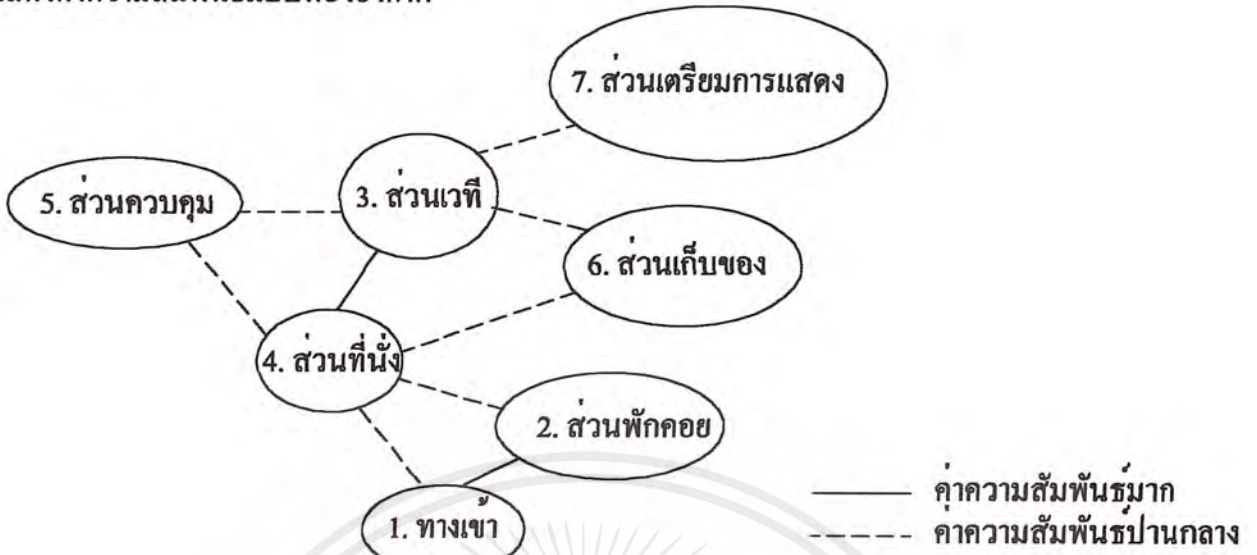 7. ส่วนเตรียมการแสดง
5. ส่วนควบคุม
3. ส่วนเวที
6. ส่วนเก็บของ
4. ส่วนที่นั่ง
2. ส่วนพักคอย
1. ทางเข้า
ค่าความสัมพันธ์มาก
ค่าความสัมพันธ์ปานกลาง